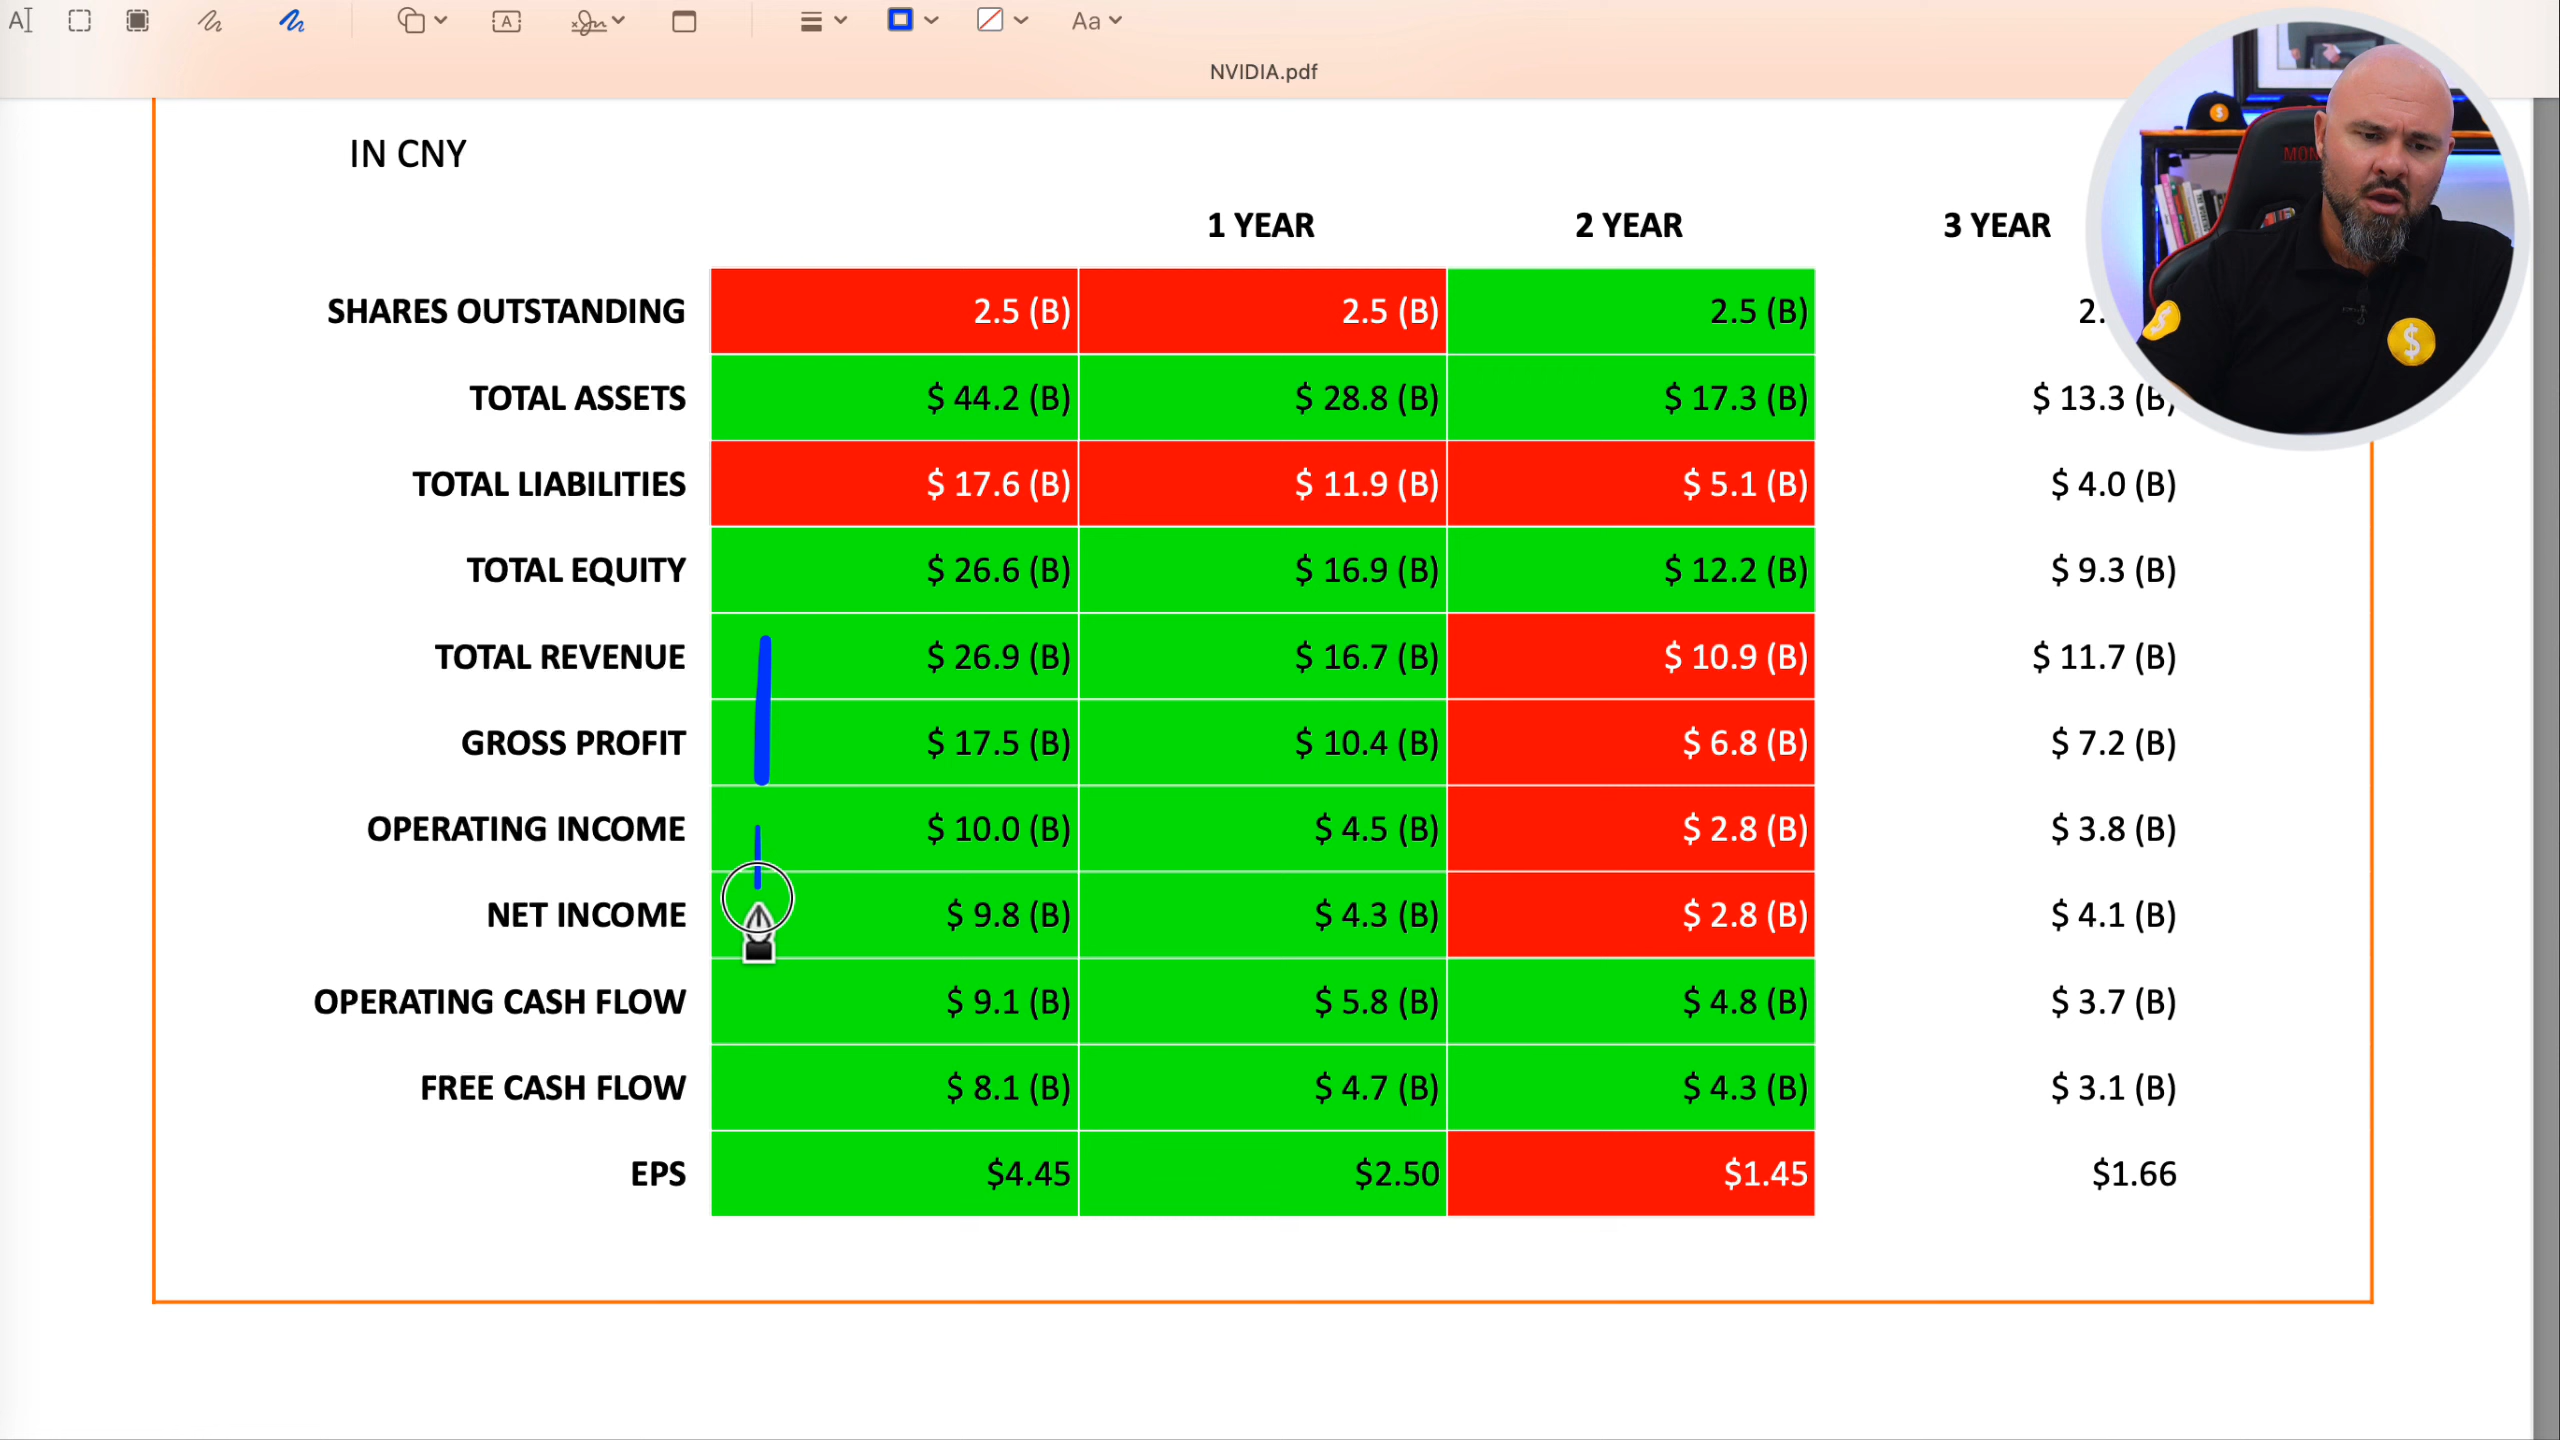 NVIDIA.pdf
IN CNY
1 YEAR 2 YEAR 3 YEAR
SHARES OUTSTANDING 2.5 (B) 2.5 (B) 2.5 (B) 2.
TOTAL ASSETS $ 44.2 (B) $ 28.8 (B) $ 17.3 (B) $ 13.3 (B)
TOTAL LIABILITIES $ 17.6 (B) $ 11.9 (B) $ 5.1 (B) $ 4.0 (B)
TOTAL EQUITY $ 26.6 (B) $ 16.9 (B) $ 12.2 (B) $ 9.3 (B)
TOTAL REVENUE $ 26.9 (B) $ 16.7 (B) $ 10.9 (B) $ 11.7 (B)
GROSS PROFIT $ 17.5 (B) $ 10.4 (B) $ 6.8 (B) $ 7.2 (B)
OPERATING INCOME $ 10.0 (B) $ 4.5 (B) $ 2.8 (B) $ 3.8 (B)
NET INCOME $ 9.8 (B) $ 4.3 (B) $ 2.8 (B) $ 4.1 (B)
OPERATING CASH FLOW $ 9.1 (B) $ 5.8 (B) $ 4.8 (B) $ 3.7 (B)
FREE CASH FLOW $ 8.1 (B) $ 4.7 (B) $ 4.3 (B) $ 3.1 (B)
EPS $4.45 $2.50 $1.45 $1.66
Aa
A